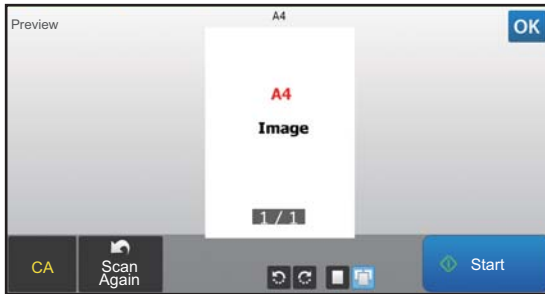 A4
Preview
OK
A4
Image
1 / 1
CA
Scan
Again
Start